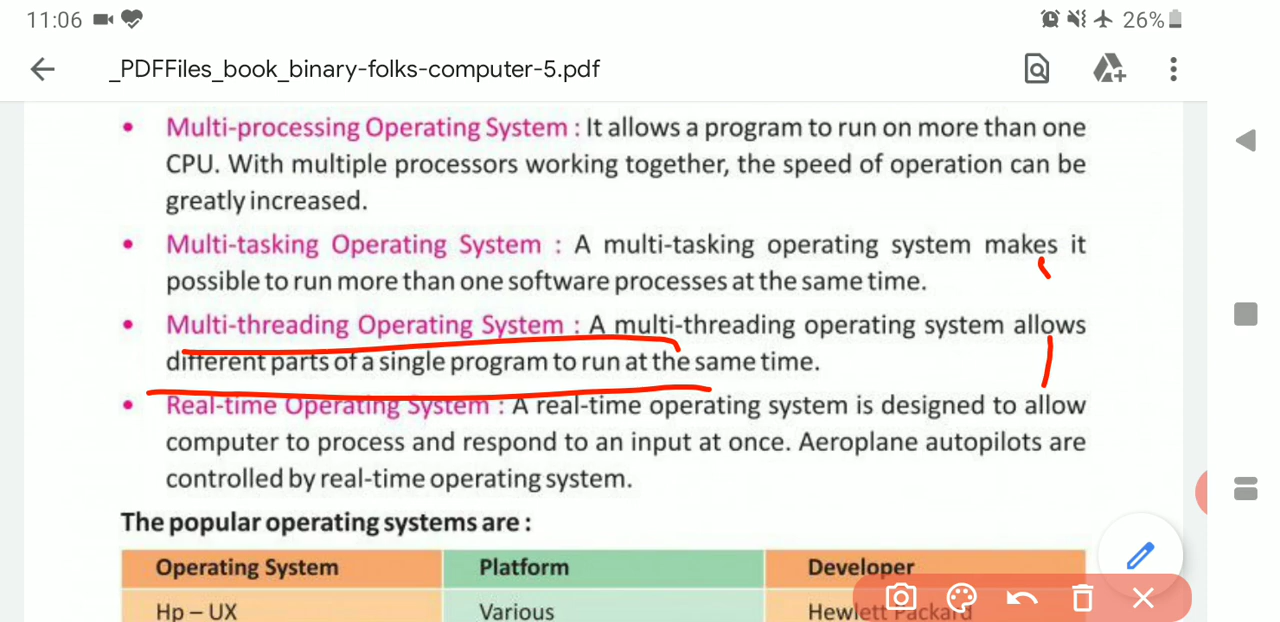 11:06 26%
_PDFFiles_book_binary-folks-computer-5.pdf
• Multi-processing Operating System : It allows a program to run on more than one
CPU. With multiple processors working together, the speed of operation can be
greatly increased.
• Multi-tasking Operating System : A multi-tasking operating system makes it
possible to run more than one software processes at the same time.
• Multi-threading Operating System : A multi-threading operating system allows
different parts of a single program to run at the same time.
• Real-time Operating System : A real-time operating system is designed to allow
computer to process and respond to an input at once. Aeroplane autopilots are
controlled by real-time operating system.
The popular operating systems are :
Operating System Platform Developer
Hp – UX Various Hewlett Packard